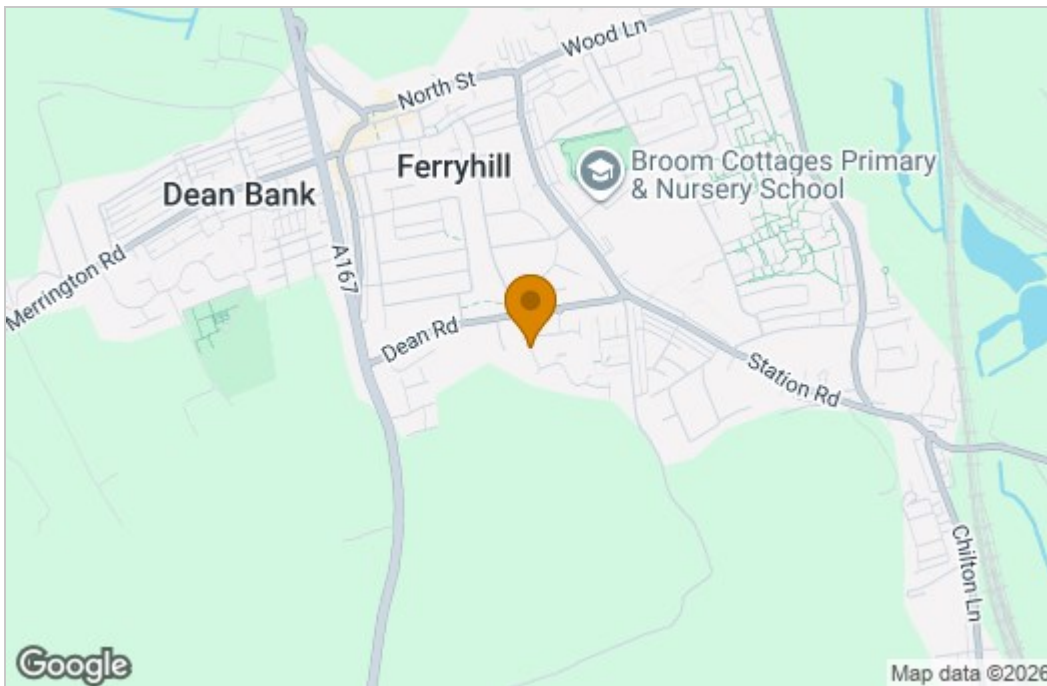 Wood Ln
North St
Ferryhill
Broom Cottages Primary
& Nursery School
Dean Bank
Merrington Rd
A167
Dean Rd
Station Rd
Chilton Ln
Google
Map data ©2026